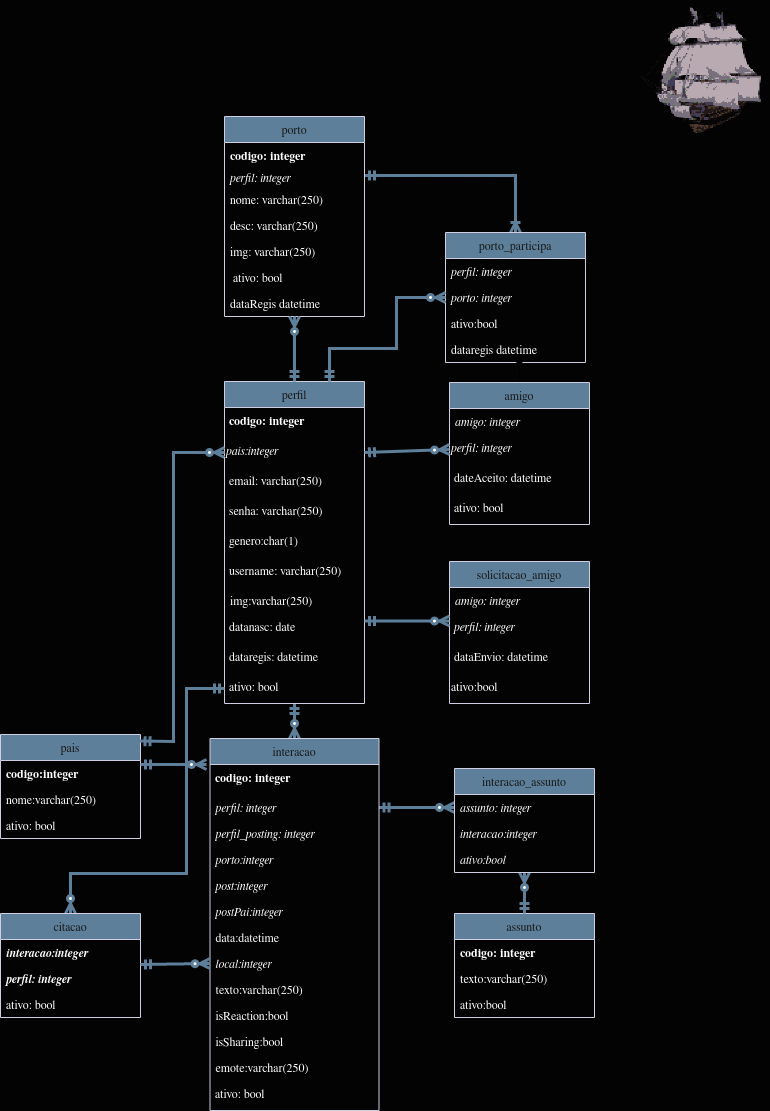 porto
codigo: integer
perfil: integer
nome: varchar(250)
desc: varchar(250)
img: varchar(250)
ativo: bool
dataRegis datetime
porto_participa
perfil: integer
porto: integer
ativo:bool
dataregis datetime
perfil
codigo: integer
pais:integer
email: varchar(250)
senha: varchar(250)
genero:char(1)
username: varchar(250)
img:varchar(250)
datanasc: date
dataregis: datetime
ativo: bool
amigo
amigo: integer
perfil: integer
dateAceito: datetime
ativo: bool
solicitacao_amigo
amigo: integer
perfil: integer
dataEnvio: datetime
ativo:bool
pais
codigo:integer
nome:varchar(250)
ativo: bool
interacao
codigo: integer
perfil: integer
perfil_posting: integer
porto:integer
post:integer
postPai:integer
data:datetime
local:integer
texto:varchar(250)
isReaction:bool
isSharing:bool
emote:varchar(250)
ativo: bool
interacao_assunto
assunto: integer
interacao:integer
ativo:bool
citacao
interacao:integer
perfil: integer
ativo: bool
assunto
codigo: integer
texto:varchar(250)
ativo:bool